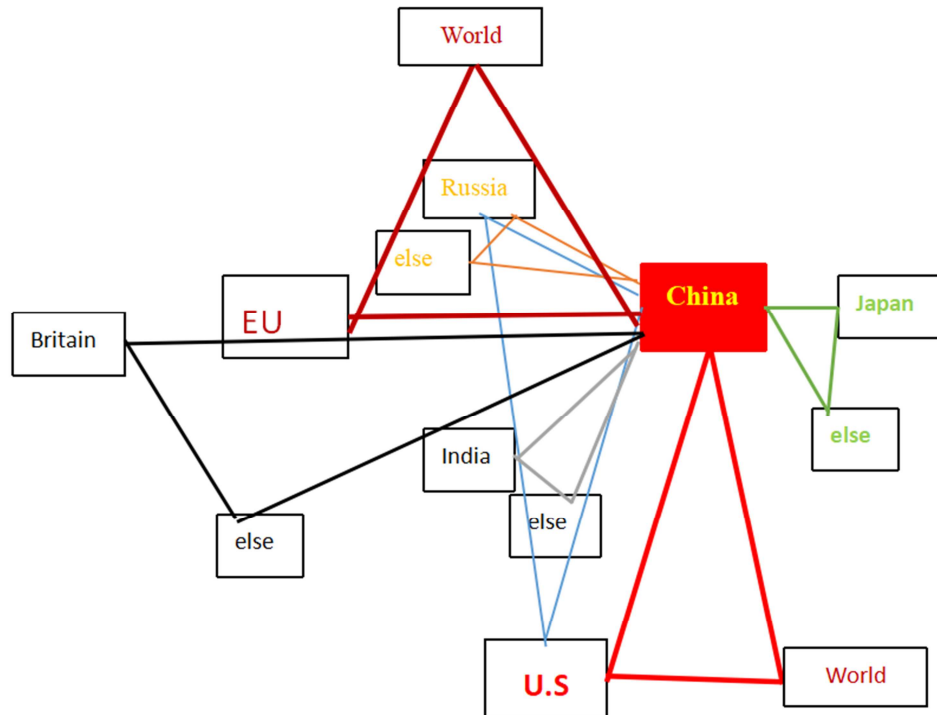 World
Russia
else
China
EU
Japan
Britain
else
India
else
else
U.S
World